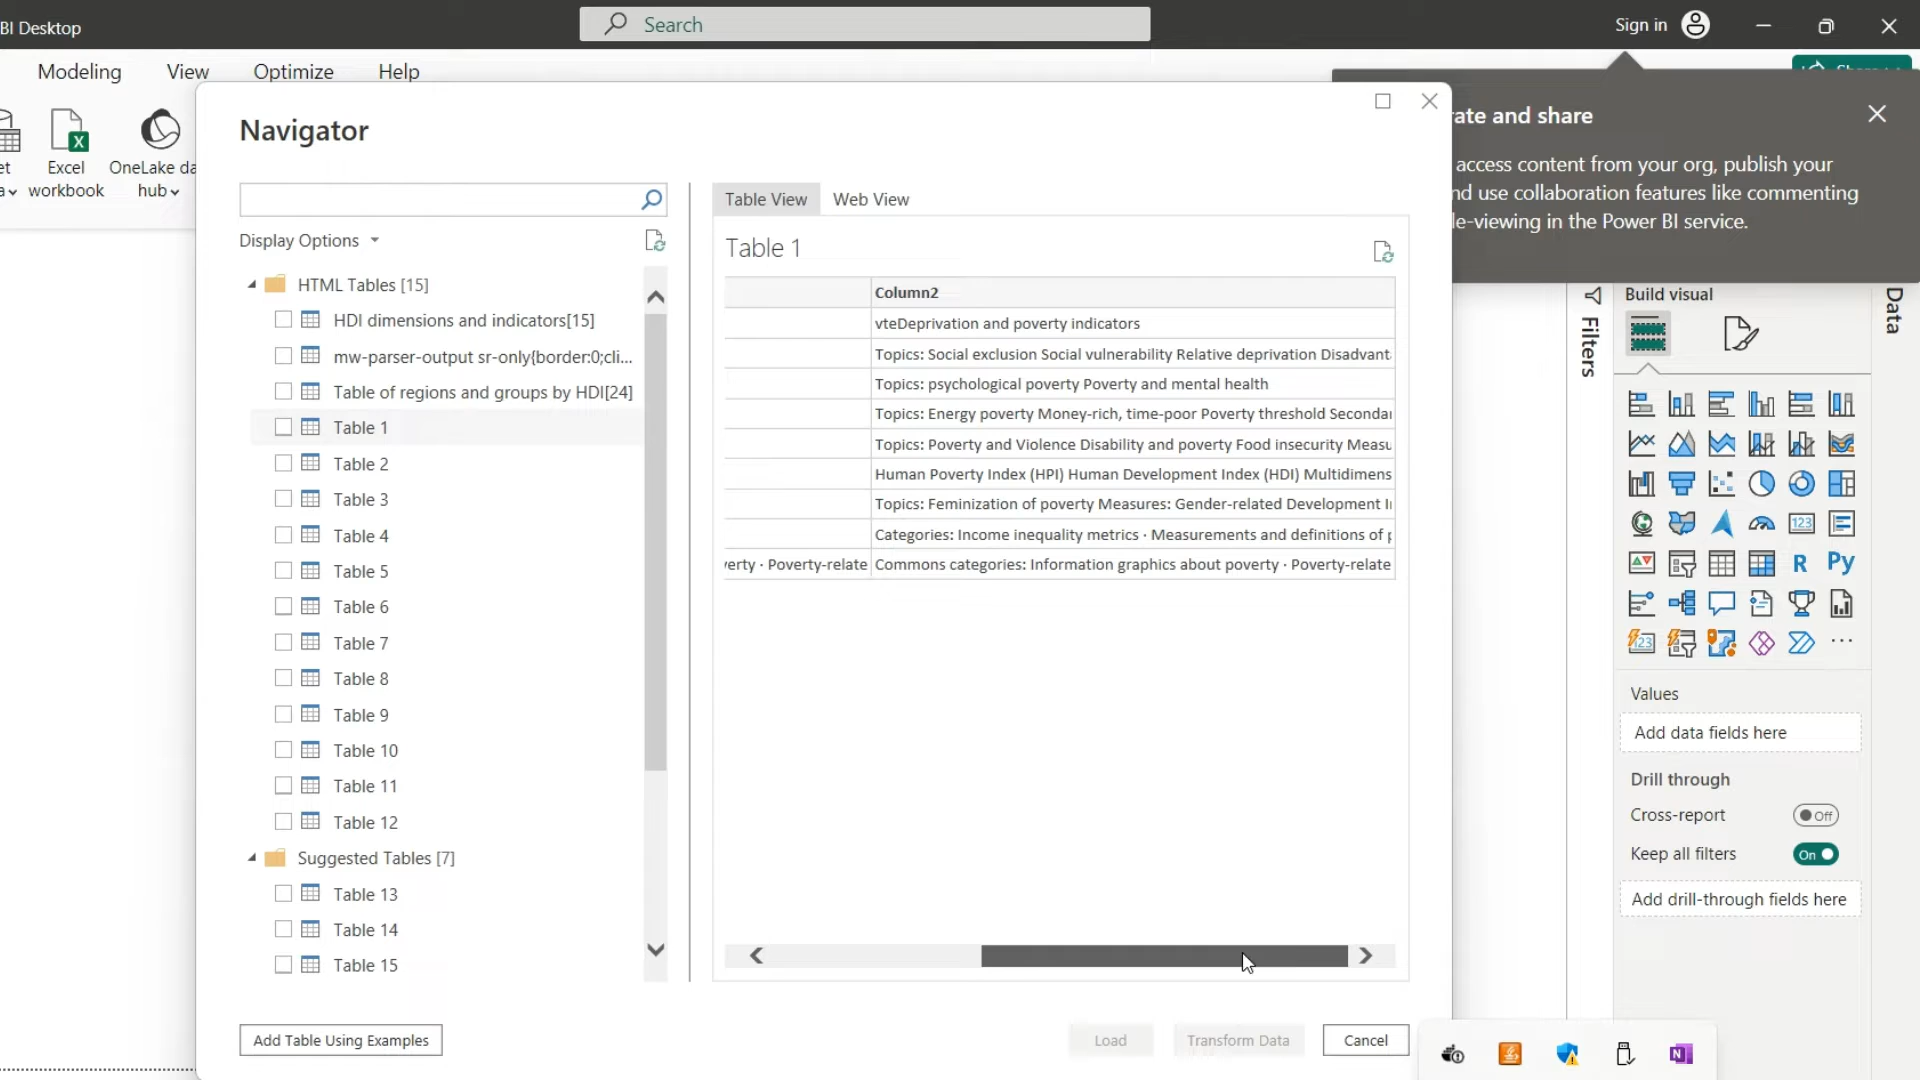 BI Desktop
Search
Sign in
Modeling
View
Optimize
Help
Excel
workbook
OneLake da
hub
rate and share
access content from your org, publish your
nd use collaboration features like commenting
le-viewing in the Power BI service.
Navigator
Display Options
HTML Tables [15]
HDI dimensions and indicators[15]
mw-parser-output sr-only{border:0;cli...
Table of regions and groups by HDI[24]
Table 1
Table 2
Table 3
Table 4
Table 5
Table 6
Table 7
Table 8
Table 9
Table 10
Table 11
Table 12
Suggested Tables [7]
Table 13
Table 14
Table 15
Add Table Using Examples
Table View
Web View
Table 1
Column2
vteDeprivation and poverty indicators
Topics: Social exclusion Social vulnerability Relative deprivation Disadvant
Topics: psychological poverty Poverty and mental health
Topics: Energy poverty Money-rich, time-poor Poverty threshold Seconda
Topics: Poverty and Violence Disability and poverty Food insecurity Measu
Human Poverty Index (HPI) Human Development Index (HDI) Multidimens
Topics: Feminization of poverty Measures: Gender-related Development I
Categories: Income inequality metrics · Measurements and definitions of p
verty · Poverty-relate
Commons categories: Information graphics about poverty · Poverty-relate
Load
Transform Data
Cancel
Filters
Build visual
Data
123
R
Py
123
Values
Add data fields here
Drill through
Cross-report
Off
Keep all filters
On
Add drill-through fields here
N